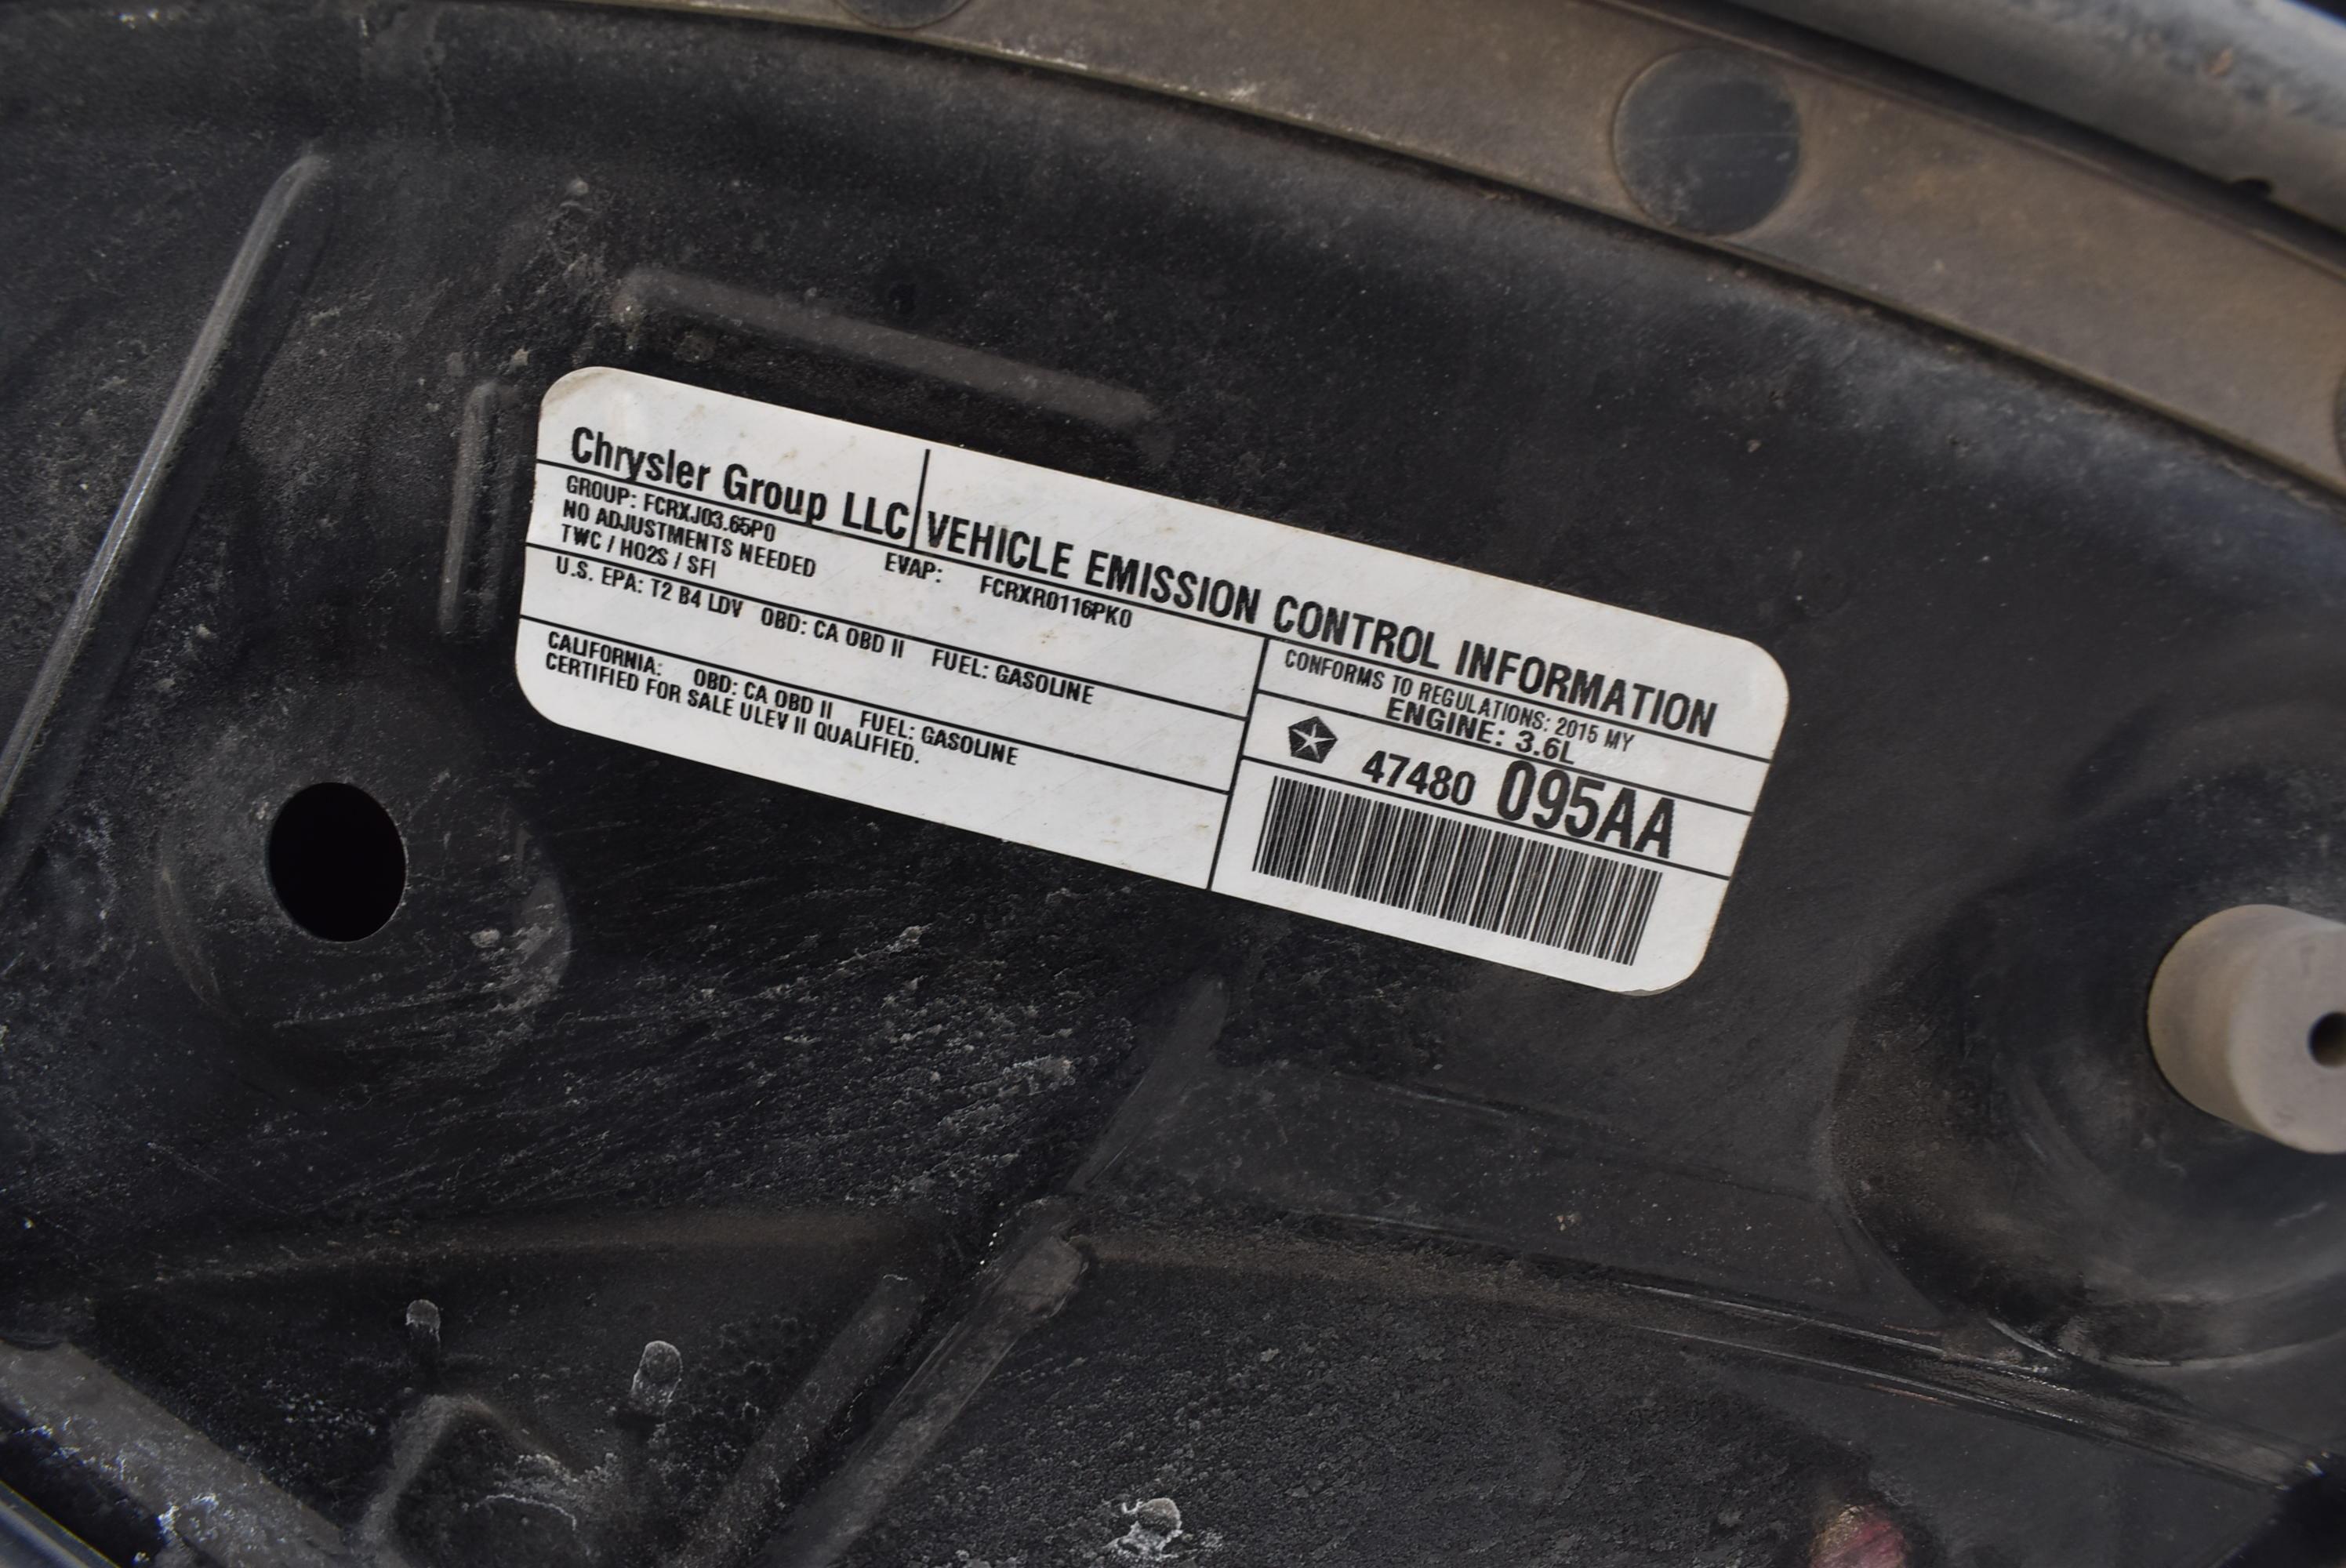 Chrysler Group LLC
VEHICLE EMISSION CONTROL INFORMATION
GROUP: FCRXJ03.65P0
EVAP: FCRXR0116PK0
NO ADJUSTMENTS NEEDED
TWC / HO2S / SFI
U.S. EPA: T2 B4 LDV OBD: CA OBD II FUEL: GASOLINE
CALIFORNIA: OBD: CA OBD II FUEL: GASOLINE
CERTIFIED FOR SALE ULEV II QUALIFIED.
CONFORMS TO REGULATIONS: 2015 MY
ENGINE: 3.6L
47480 095AA